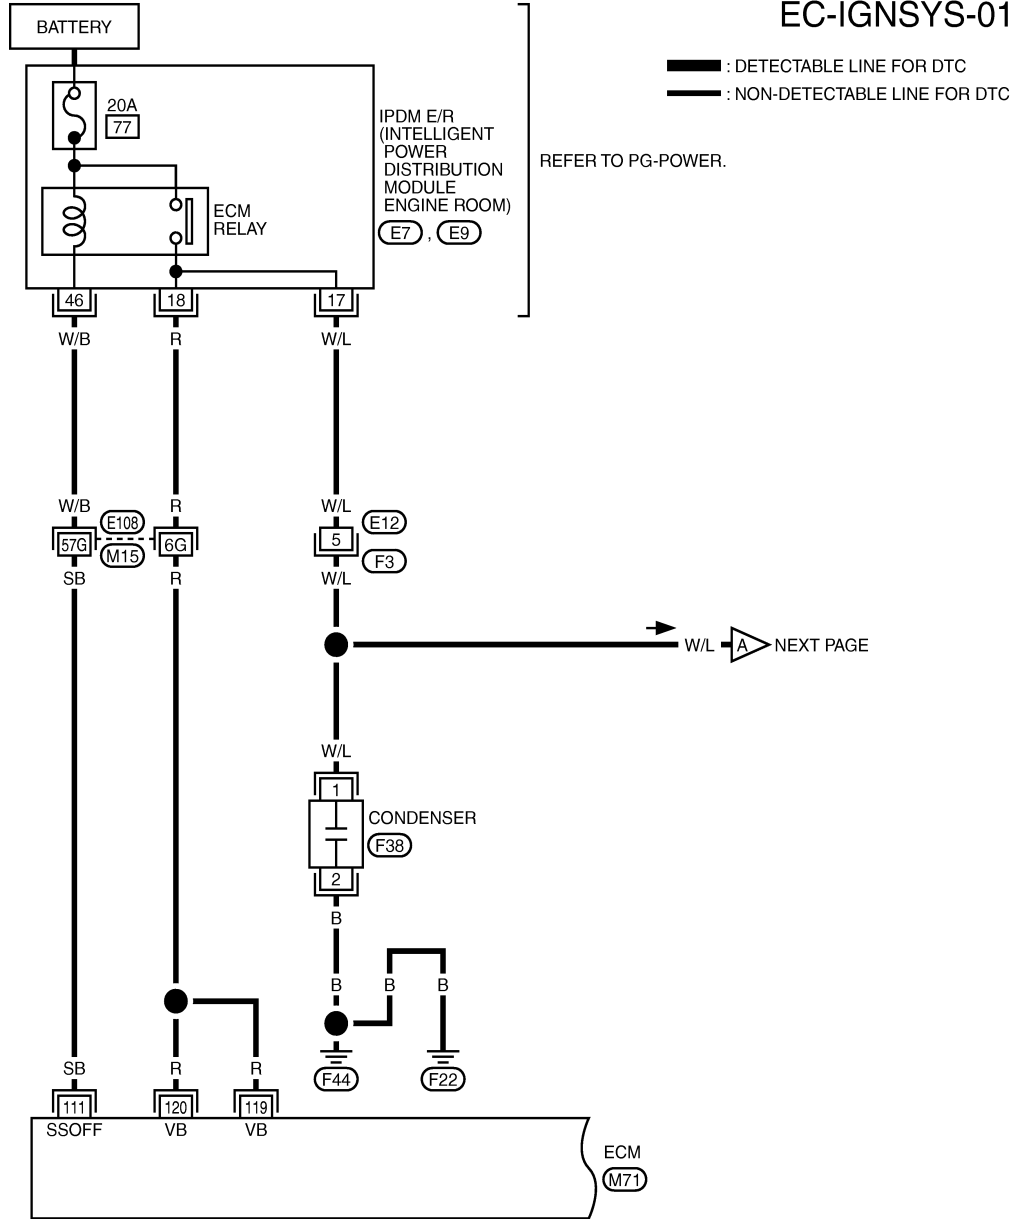 EC-IGNSYS-01
BATTERY
: DETECTABLE LINE FOR DTC
: NON-DETECTABLE LINE FOR DTC
20A
77
IPDM E/R
(INTELLIGENT
POWER
DISTRIBUTION
MODULE
ENGINE ROOM)
E7 , E9
REFER TO PG-POWER.
ECM
RELAY
46 18 17
W/B R W/L
W/B R W/L
57G E108 6G 5 E12
M15 F3
SB R W/L
W/L A NEXT PAGE
W/L
1
CONDENSER
F38
2
B
B B B
F44 F22
SB R R
111 120 119
SSOFF VB VB
ECM
M71